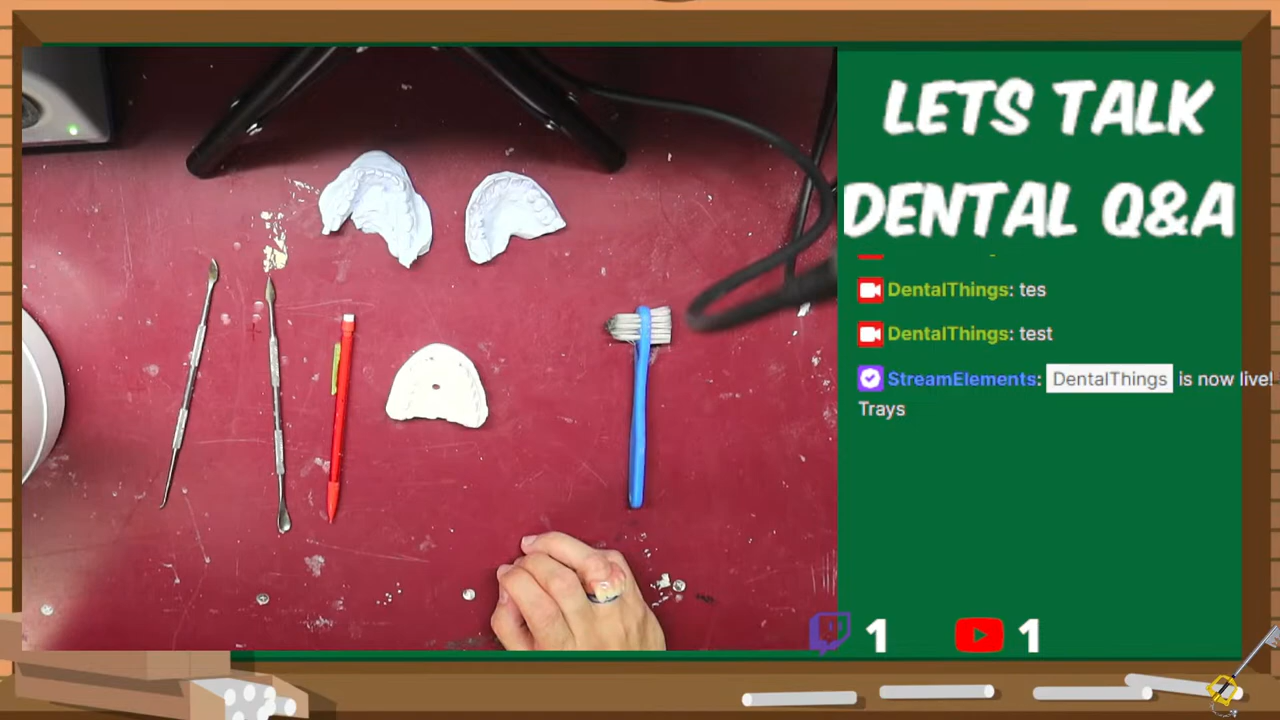 LETS TALK
DENTAL Q&A
DentalThings: tes
DentalThings: test
StreamElements: DentalThings is now live!
Trays
1
1